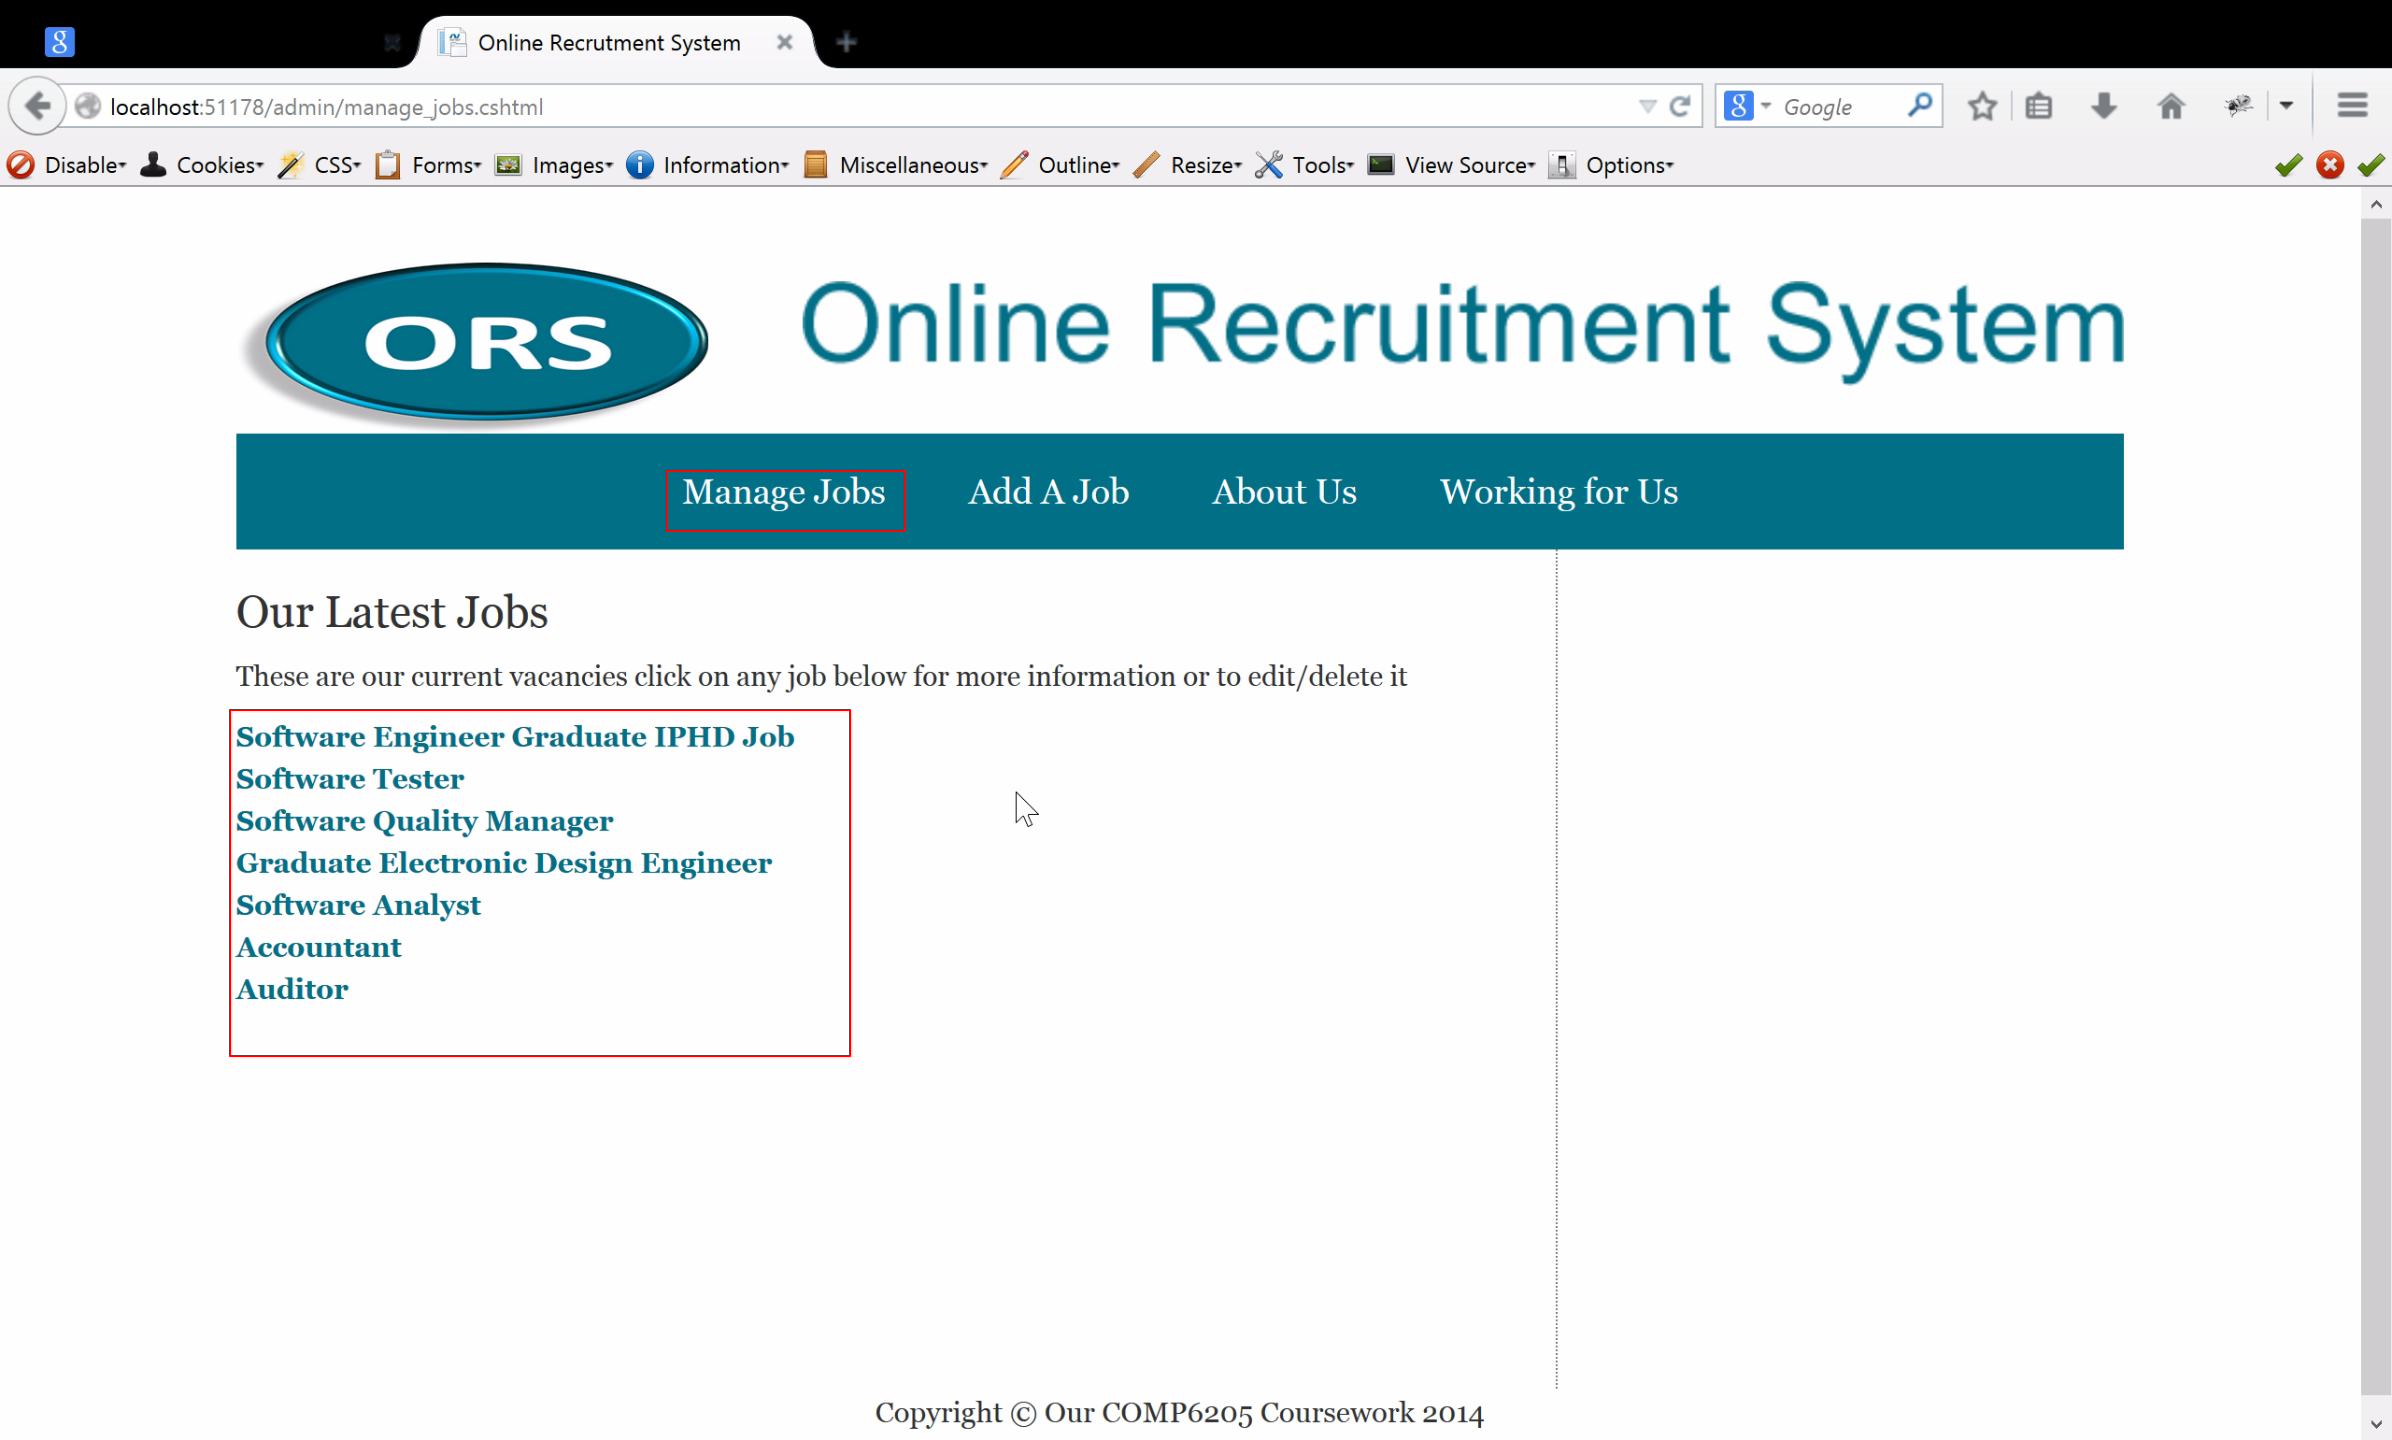 Online Recrutment System
localhost:51178/admin/manage_jobs.cshtml
Google
Disable Cookies CSS Forms Images Information Miscellaneous Outline Resize Tools View Source Options
ORS
Online Recruitment System
Manage Jobs Add A Job About Us Working for Us
Our Latest Jobs
These are our current vacancies click on any job below for more information or to edit/delete it
Software Engineer Graduate IPHD Job
Software Tester
Software Quality Manager
Graduate Electronic Design Engineer
Software Analyst
Accountant
Auditor
Copyright © Our COMP6205 Coursework 2014